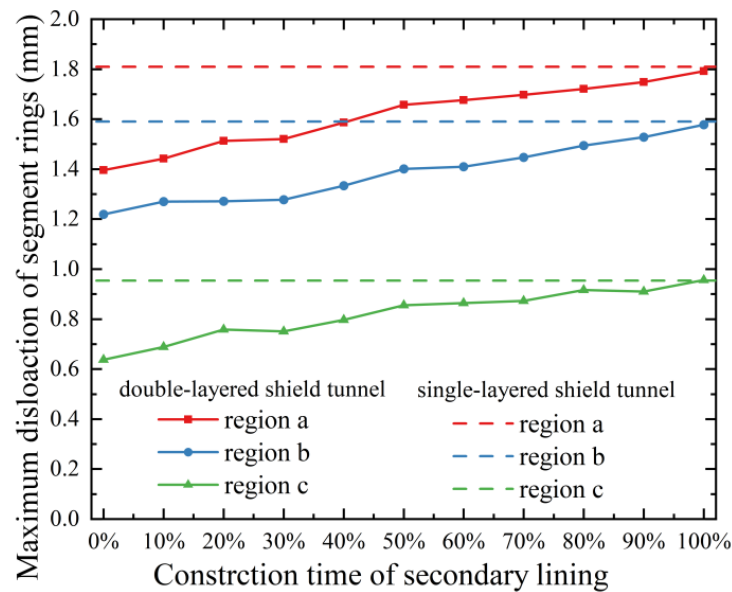 Maximum disloaction of segment rings (mm)
2.0
1.8
1.6
1.4
1.2
1.0
0.8
0.6
0.4
0.2
0.0
double-layered shield tunnel
region a
region b
region c
single-layered shield tunnel
region a
region b
region c
0% 10% 20% 30% 40% 50% 60% 70% 80% 90% 100%
Constrction time of secondary lining